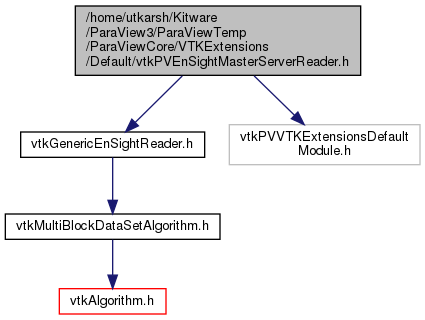 /home/utkarsh/Kitware
/ParaView3/ParaViewTemp
/ParaViewCore/VTKExtensions
/Default/vtkPVEnSightMasterServerReader.h
vtkGenericEnSightReader.h
vtkPVVTKExtensionsDefault
Module.h
vtkMultiBlockDataSetAlgorithm.h
vtkAlgorithm.h